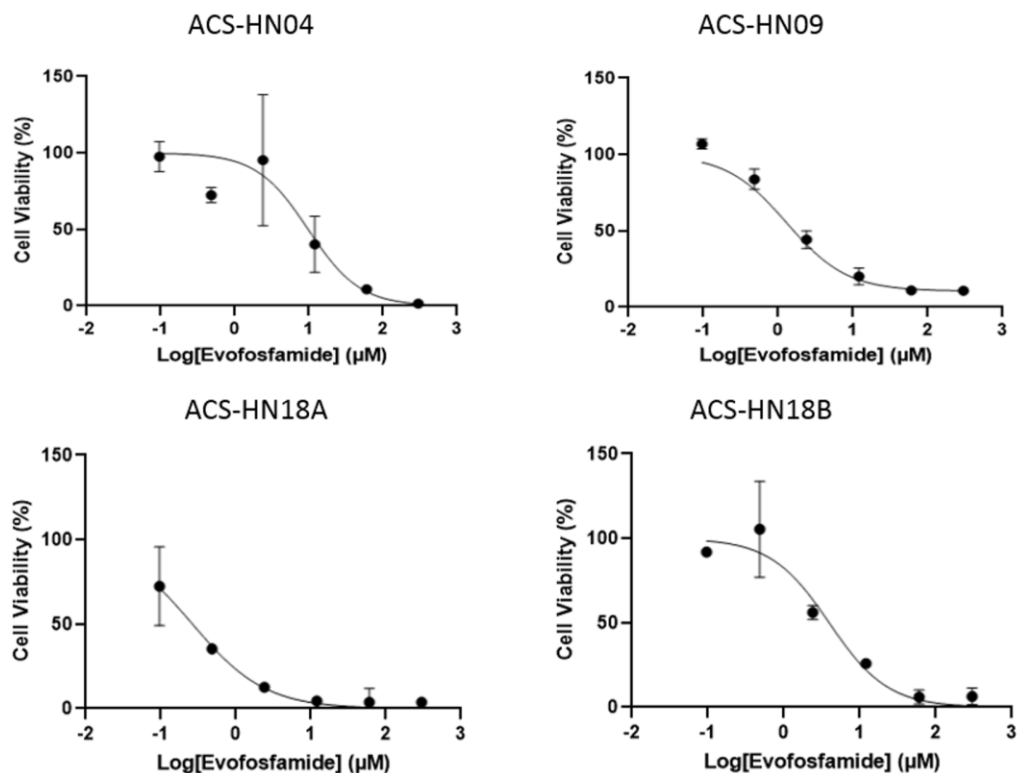 ACS-HN04
150
100
50
0
-2 -1 0 1 2 3
Cell Viability (%)
Log[Evofosfamide] (µM)
ACS-HN09
150
100
50
0
-2 -1 0 1 2 3
Cell Viability (%)
Log[Evofosfamide] (µM)
ACS-HN18A
150
100
50
0
-2 -1 0 1 2 3
Cell Viability (%)
Log[Evofosfamide] (µM)
ACS-HN18B
150
100
50
0
-2 -1 0 1 2 3
Cell Viability (%)
Log[Evofosfamide] (µM)